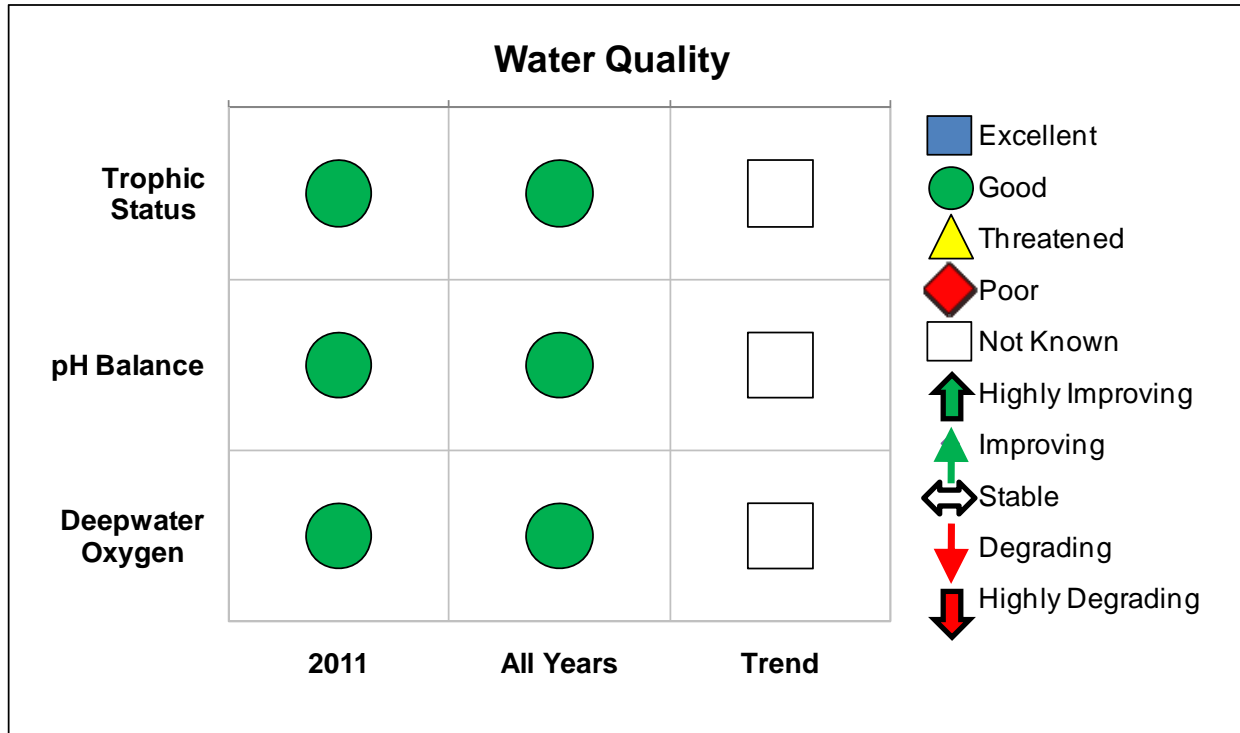 Water Quality
Trophic
Status
pH Balance
Deepwater
Oxygen
2011
All Years
Trend
Excellent
Good
Threatened
Poor
Not Known
Highly Improving
Improving
Stable
Degrading
Highly Degrading